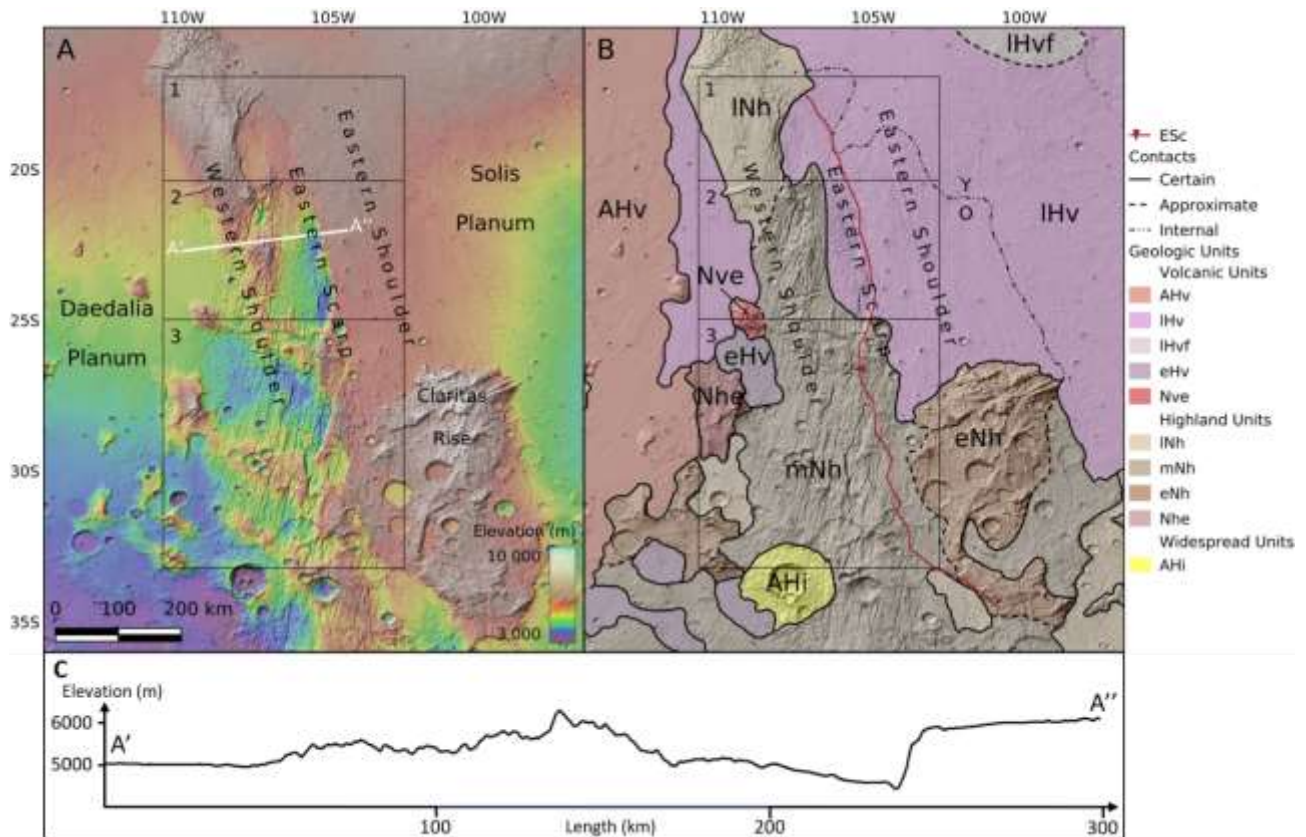 110W 105W 100W 110W 105W 100W
A
B
lHvf
1
1
lNh
ESc
Contacts
Certain
Approximate
Internal
Geologic Units
Volcanic Units
AHv
lHv
lHvf
eHv
Nve
Highland Units
lNh
mNh
eNh
Nhe
Widespread Units
AHi
20S
25S
30S
35S
Eastern Shoulder
Western Shoulder
Eastern Scarp
Solis
Planum
2
A' A''
Daedalia
Planum
3
Claritas
Rise
Elevation (m)
10 000
3 000
0 100 200 km
Eastern Shoulder
Western Shoulder
Eastern Scarp
2
Y
O
AHv
lHv
Nve
3
eHv
Nhe
eNh
mNh
AHi
C
Elevation (m)
6000
5000
A'
A''
100 Length (km) 200 300